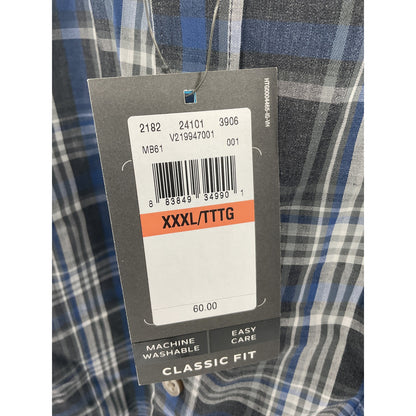 2182 24101 3906
V219947001
MB61 001
8 83849 34990 1
XXXL/TTTG
60.00
MACHINE WASHABLE
EASY CARE
CLASSIC FIT